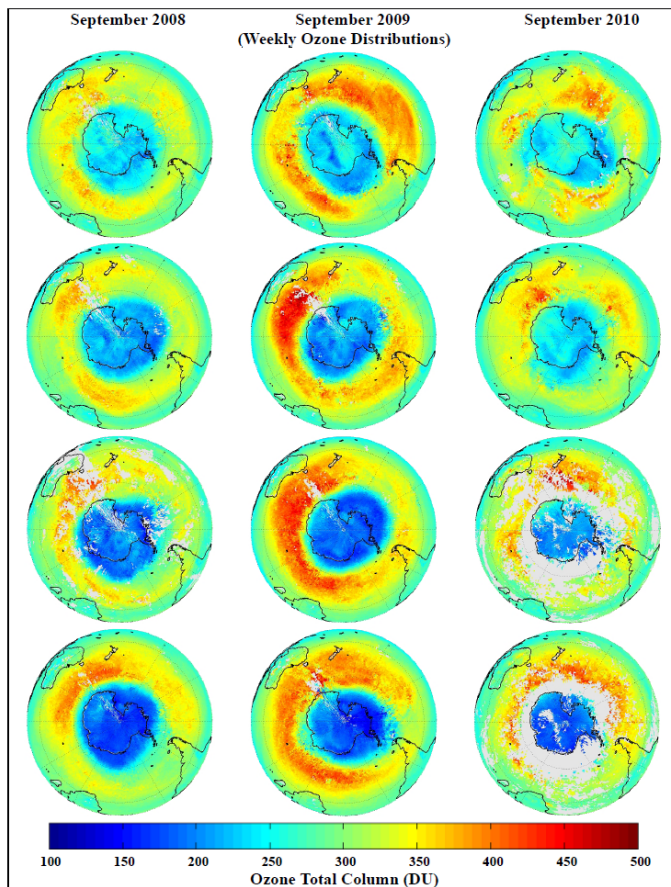 September 2008 September 2009 September 2010
(Weekly Ozone Distributions)
100 150 200 250 300 350 400 450 500
Ozone Total Column (DU)